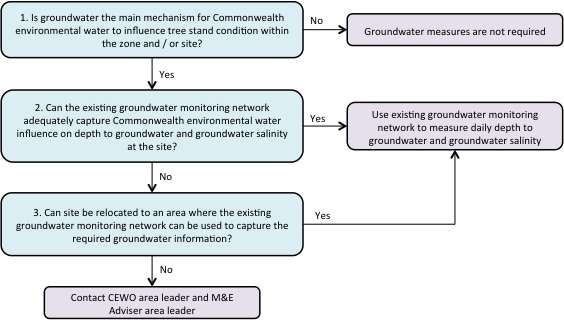 1. Is groundwater the main mechanism for Commonwealth
environmental water to influence tree stand condition within
the zone and / or site?
No
Groundwater measures are not required
Yes
2. Can the existing groundwater monitoring network
adequately capture Commonwealth environmental water
influence on depth to groundwater and groundwater salinity
at the site?
Yes
Use existing groundwater monitoring
network to measure daily depth to
groundwater and groundwater salinity
No
3. Can site be relocated to an area where the existing
groundwater monitoring network can be used to capture the
required groundwater information?
Yes
No
Contact CEWO area leader and M&E
Adviser area leader